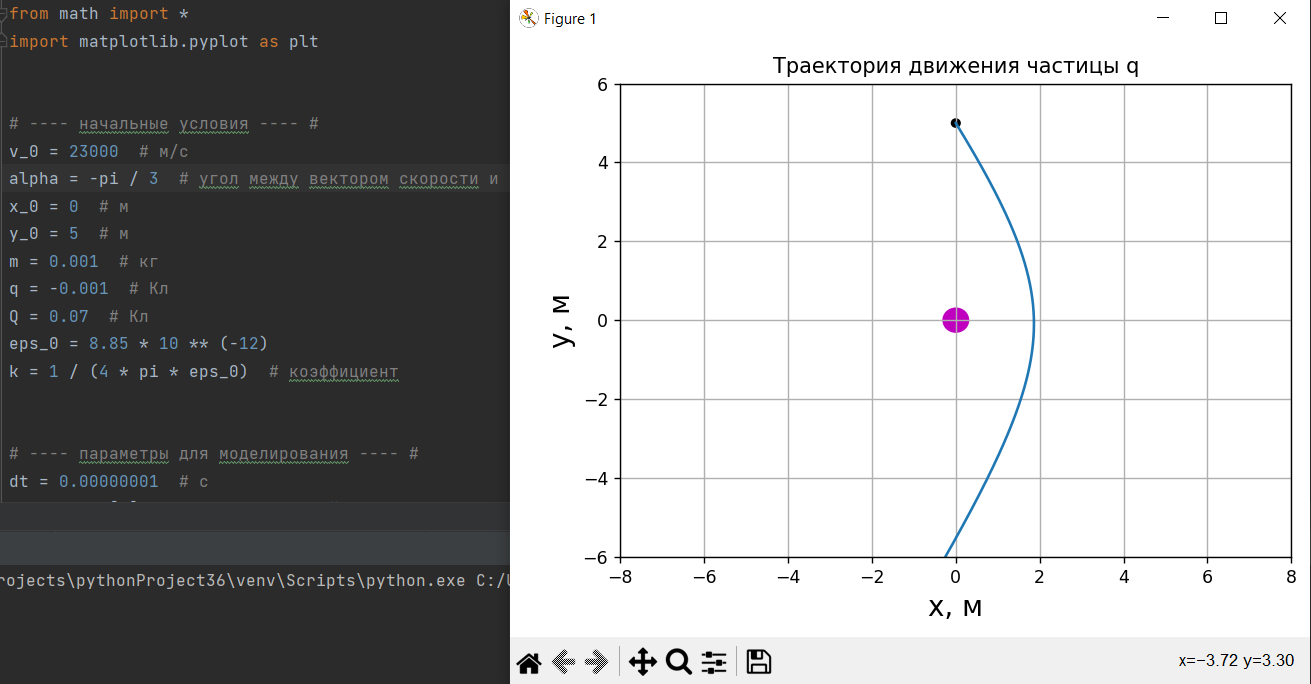 from math import *
import matplotlib.pyplot as plt
# ---- начальные условия ---- #
v_0 = 23000  # м/с
alpha = -pi / 3  # угол между вектором скорости и
x_0 = 0  # м
y_0 = 5  # м
m = 0.001  # кг
q = -0.001  # Кл
Q = 0.07  # Кл
eps_0 = 8.85 * 10 ** (-12)
k = 1 / (4 * pi * eps_0)  # коэффициент
# ---- параметры для моделирования ---- #
dt = 0.00000001  # с
rojects\pythonProject36\venv\Scripts\python.exe C:/
Figure 1
Траектория движения частицы q
6
4
2
0
−2
−4
−6
y, м
−8 −6 −4 −2 0 2 4 6 8
x, м
x=−3.72 y=3.30